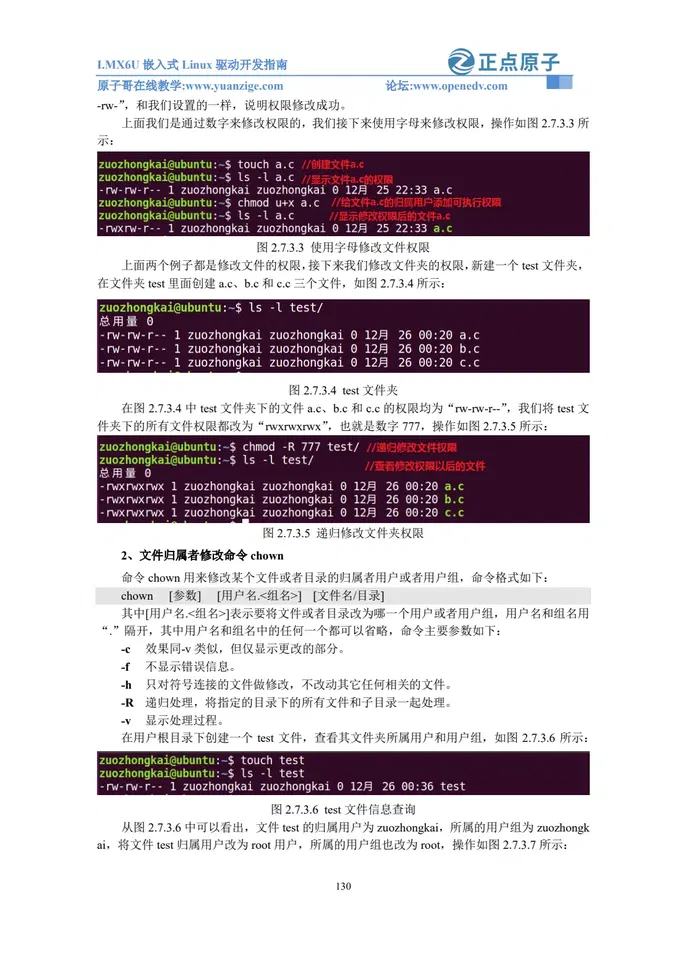 I.MX6U 嵌入式 Linux 驱动开发指南
正点原子
原子哥在线教学:www.yuanzige.com 论坛:www.openedv.com
-rw-”，和我们设置的一样，说明权限修改成功。
上面我们是通过数字来修改权限的，我们接下来使用字母来修改权限，操作如图 2.7.3.3 所
示：
zuozhongkai@ubuntu:~$ touch a.c //创建文件a.c
zuozhongkai@ubuntu:~$ ls -l a.c //显示文件a.c的权限
-rw-rw-r-- 1 zuozhongkai zuozhongkai 0 12月 25 22:33 a.c
zuozhongkai@ubuntu:~$ chmod u+x a.c //给文件a.c的归属用户添加可执行权限
zuozhongkai@ubuntu:~$ ls -l a.c //显示修改权限后的文件a.c
-rwxrw-r-- 1 zuozhongkai zuozhongkai 0 12月 25 22:33 a.c
图 2.7.3.3 使用字母修改文件权限
上面两个例子都是修改文件的权限，接下来我们修改文件夹的权限，新建一个 test 文件夹，
在文件夹 test 里面创建 a.c、b.c 和 c.c 三个文件，如图 2.7.3.4 所示：
zuozhongkai@ubuntu:~$ ls -l test/
总用量 0
-rw-rw-r-- 1 zuozhongkai zuozhongkai 0 12月 26 00:20 a.c
-rw-rw-r-- 1 zuozhongkai zuozhongkai 0 12月 26 00:20 b.c
-rw-rw-r-- 1 zuozhongkai zuozhongkai 0 12月 26 00:20 c.c
图 2.7.3.4 test 文件夹
在图 2.7.3.4 中 test 文件夹下的文件 a.c、b.c 和 c.c 的权限均为“rw-rw-r--”，我们将 test 文
件夹下的所有文件权限都改为“rwxrwxrwx”，也就是数字 777，操作如图 2.7.3.5 所示：
zuozhongkai@ubuntu:~$ chmod -R 777 test/ //递归修改文件权限
zuozhongkai@ubuntu:~$ ls -l test/ //查看修改权限以后的文件
总用量 0
-rwxrwxrwx 1 zuozhongkai zuozhongkai 0 12月 26 00:20 a.c
-rwxrwxrwx 1 zuozhongkai zuozhongkai 0 12月 26 00:20 b.c
-rwxrwxrwx 1 zuozhongkai zuozhongkai 0 12月 26 00:20 c.c
图 2.7.3.5 递归修改文件夹权限
2、文件归属者修改命令 chown
命令 chown 用来修改某个文件或者目录的归属者用户或者用户组，命令格式如下：
chown [参数] [用户名.<组名>] [文件名/目录]
其中[用户名.<组名>]表示要将文件或者目录改为哪一个用户或者用户组，用户名和组名用
“.”隔开，其中用户名和组名中的任何一个都可以省略，命令主要参数如下：
-c 效果同-v 类似，但仅显示更改的部分。
-f 不显示错误信息。
-h 只对符号连接的文件做修改，不改动其它任何相关的文件。
-R 递归处理，将指定的目录下的所有文件和子目录一起处理。
-v 显示处理过程。
在用户根目录下创建一个 test 文件，查看其文件夹所属用户和用户组，如图 2.7.3.6 所示：
zuozhongkai@ubuntu:~$ touch test
zuozhongkai@ubuntu:~$ ls -l test
-rw-rw-r-- 1 zuozhongkai zuozhongkai 0 12月 26 00:36 test
图 2.7.3.6 test 文件信息查询
从图 2.7.3.6 中可以看出，文件 test 的归属用户为 zuozhongkai，所属的用户组为 zuozhongk
ai，将文件 test 归属用户改为 root 用户，所属的用户组也改为 root，操作如图 2.7.3.7 所示：
130